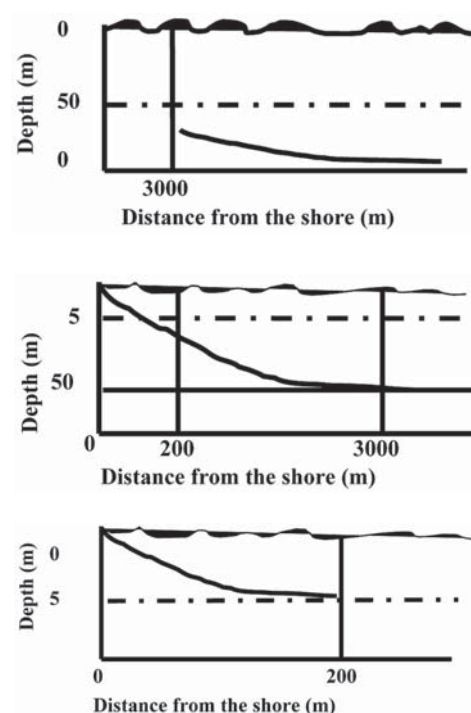 0
50
0
Depth (m)
3000
Distance from the shore (m)
5
50
Depth (m)
0 200 3000
Distance from the shore (m)
0
5
Depth (m)
0 200
Distance from the shore (m)